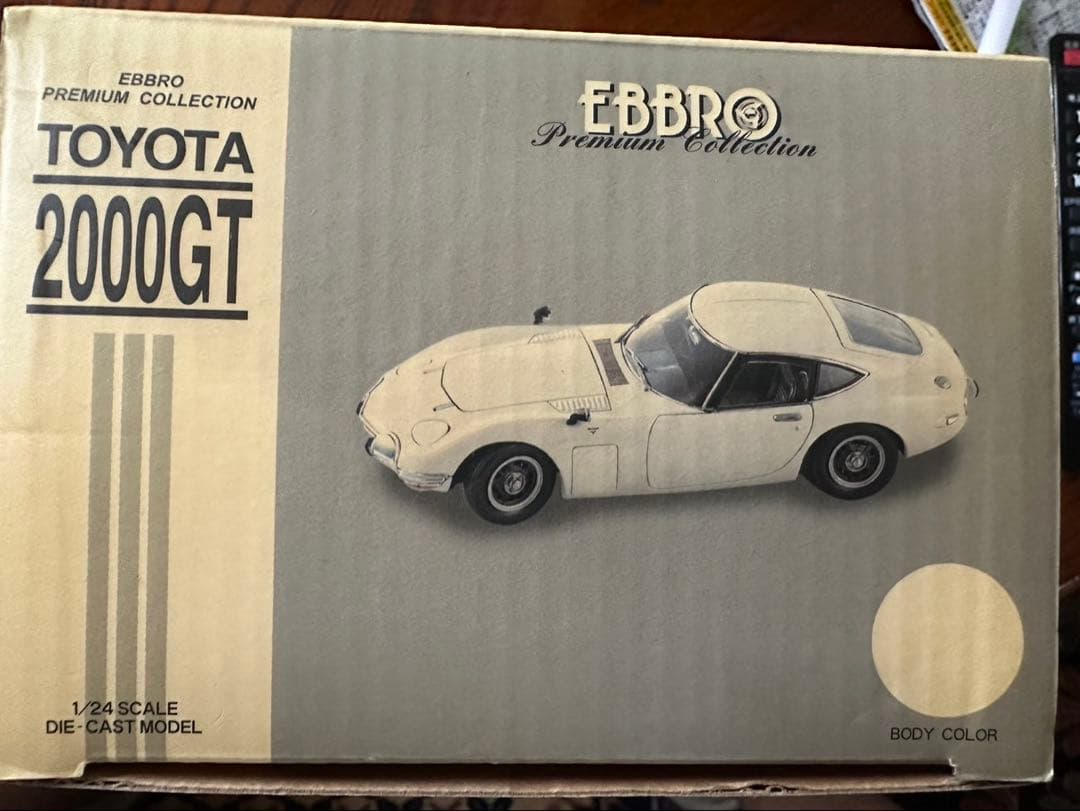 EBBRO
PREMIUM COLLECTION
TOYOTA
2000GT
1/24 SCALE
DIE-CAST MODEL
EBBRO
Premium Collection
BODY COLOR